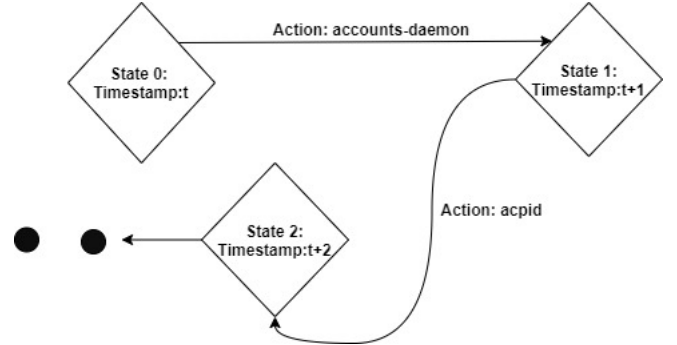 Action: accounts-daemon
State 0:
Timestamp:t
State 1:
Timestamp:t+1
Action: acpid
State 2:
Timestamp:t+2